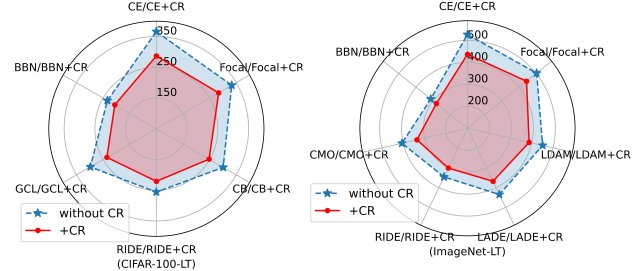 CE/CE+CR
350
250
150
Focal/Focal+CR
BBN/BBN+CR
GCL/GCL+CR
CB/CB+CR
RIDE/RIDE+CR
(CIFAR-100-LT)
without CR
+CR
CE/CE+CR
500
400
300
200
Focal/Focal+CR
BBN/BBN+CR
CMO/CMO+CR
LDAM/LDAM+CR
RIDE/RIDE+CR
LADE/LADE+CR
(ImageNet-LT)
without CR
+CR